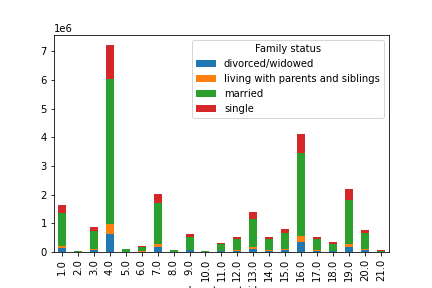 1e6
Family status
divorced/widowed
living with parents and siblings
married
single
7
6
5
4
3
2
1
0
1.0 2.0 3.0 4.0 5.0 6.0 7.0 8.0 9.0 10.0 11.0 12.0 13.0 14.0 15.0 16.0 17.0 18.0 19.0 20.0 21.0